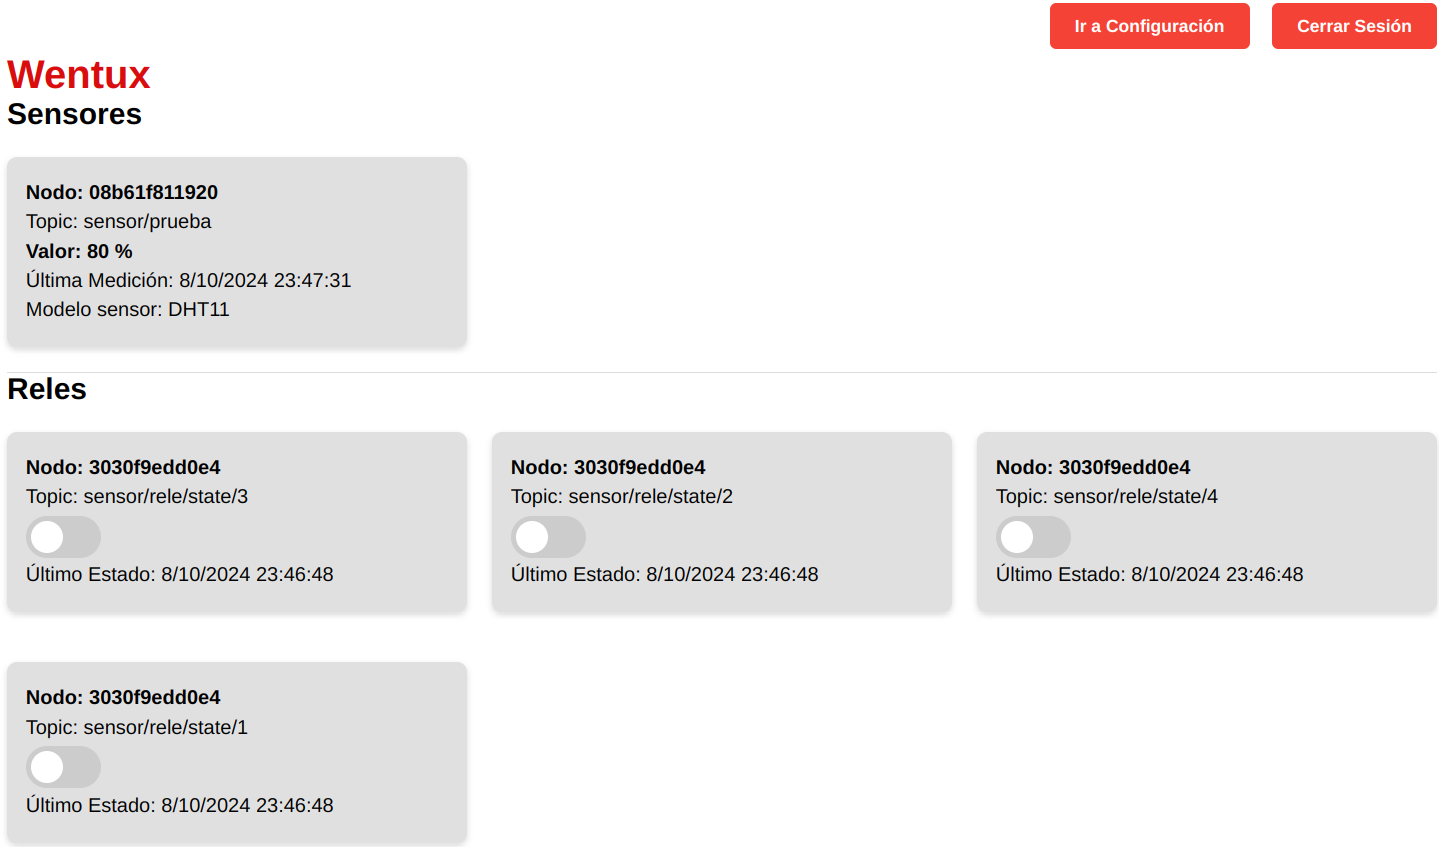 Ir a Configuración
Cerrar Sesión
Wentux
Sensores
Nodo: 08b61f811920
Topic: sensor/prueba
Valor: 80 %
Última Medición: 8/10/2024 23:47:31
Modelo sensor: DHT11
Reles
Nodo: 3030f9edd0e4
Topic: sensor/rele/state/3
Último Estado: 8/10/2024 23:46:48
Nodo: 3030f9edd0e4
Topic: sensor/rele/state/2
Último Estado: 8/10/2024 23:46:48
Nodo: 3030f9edd0e4
Topic: sensor/rele/state/4
Último Estado: 8/10/2024 23:46:48
Nodo: 3030f9edd0e4
Topic: sensor/rele/state/1
Último Estado: 8/10/2024 23:46:48